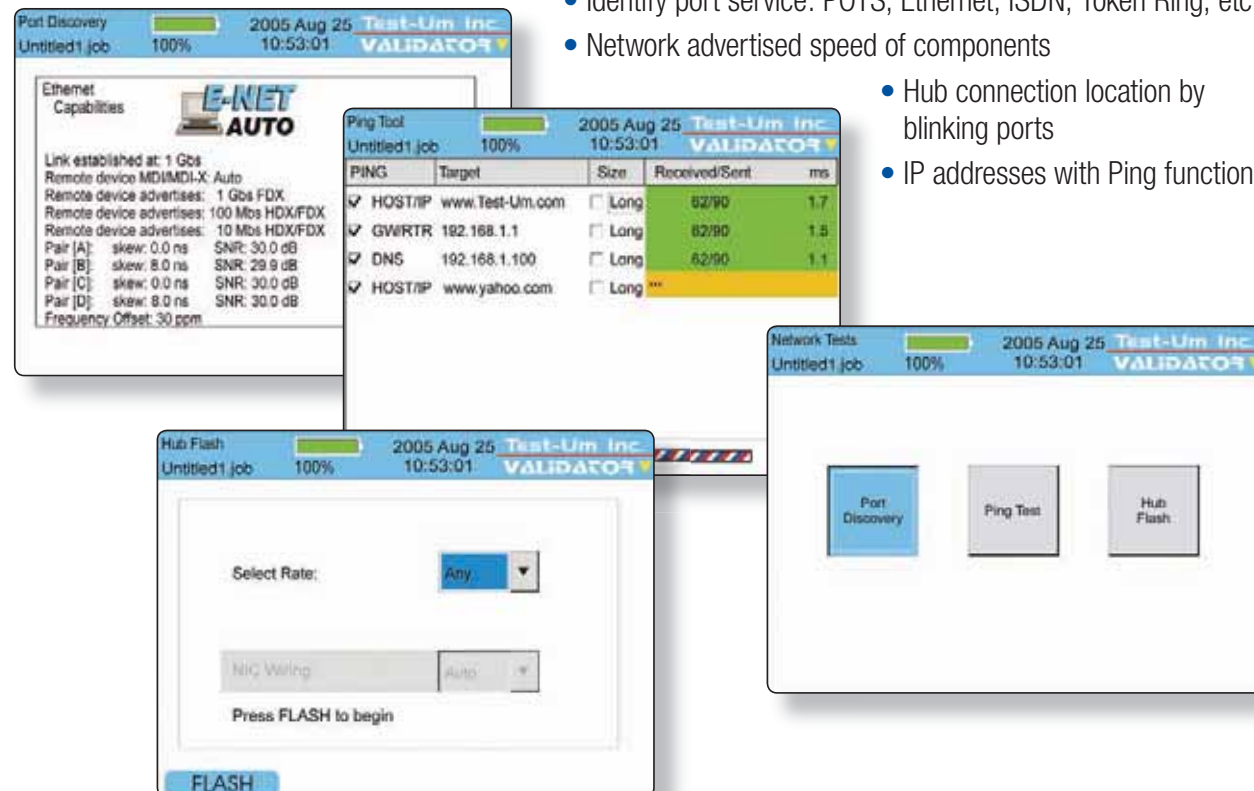 • Identify port service: POTS, Ethernet, ISDN, Token Ring, etc
• Network advertised speed of components
• Hub connection location by
blinking ports
• IP addresses with Ping function
Port Discovery
2005 Aug 25 Test-Um Inc
Untitled1.job 100% 10:53:01 VALIDATOR
Ethernet
Capabilities
E-NET
AUTO
Link established at: 1 Gbs
Remote device MDI/MDI-X: Auto
Remote device advertises: 1 Gbs FDX
Remote device advertises: 100 Mbs HDX/FDX
Remote device advertises: 10 Mbs HDX/FDX
Pair [A]: skew: 0.0 ns SNR: 30.0 dB
Pair [B]: skew: 8.0 ns SNR: 29.9 dB
Pair [C]: skew: 0.0 ns SNR: 30.0 dB
Pair [D]: skew: 8.0 ns SNR: 30.0 dB
Frequency Offset: 30 ppm
Ping Tool
2005 Aug 25 Test-Um Inc.
Untitled1.job 100% 10:53:01 VALIDATOR
PING Target Size Received/Sent ms
HOST/IP www.Test-Um.com Long 62/90 1.7
GW/RTR 192.168.1.1 Long 62/90 1.5
DNS 192.168.1.100 Long 62/90 1.1
HOST/IP www.yahoo.com Long ***
Network Tests
2005 Aug 25 Test-Um Inc.
Untitled1.job 100% 10:53:01 VALIDATOR
Port
Discovery
Ping Test
Hub
Flash
Hub Flash
2005 Aug 25 Test-Um Inc.
Untitled1.job 100% 10:53:01 VALIDATOR
Select Rate: Any
NIC Wiring: Auto
Press FLASH to begin
FLASH